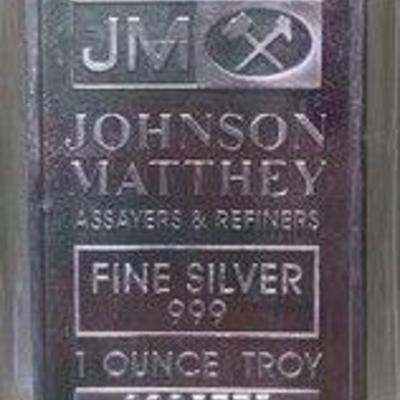 JM
JOHNSON
MATTHEY
ASSAYERS & REFINERS
FINE SILVER
999
1 OUNCE TROY